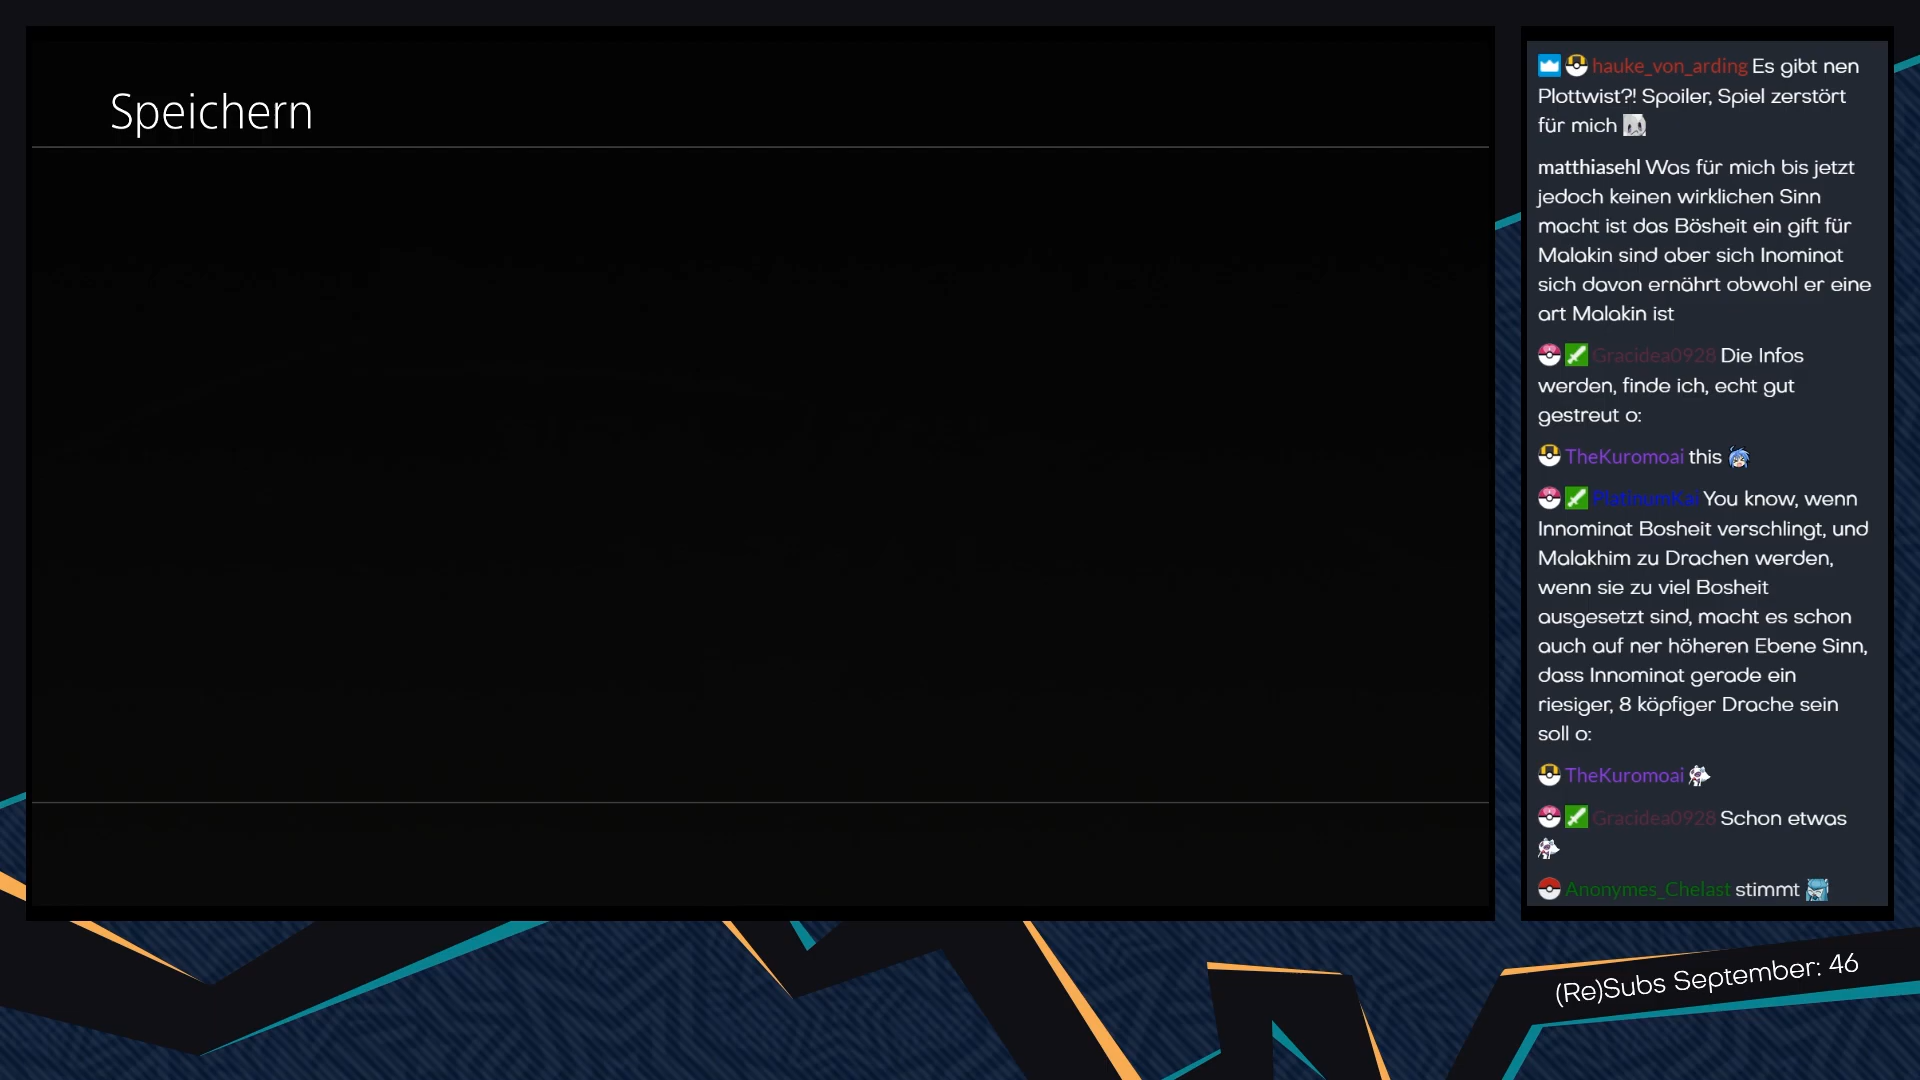 Speichern
hauke_von_arding Es gibt nen
Plottwist?! Spoiler, Spiel zerstört
für mich
matthiasehl Was für mich bis jetzt
jedoch keinen wirklichen Sinn
macht ist das Bösheit ein gift für
Malakin sind aber sich Inominat
sich davon ernährt obwohl er eine
art Malakin ist
Gracidea0928 Die Infos
werden, finde ich, echt gut
gestreut o:
TheKuromoai this
PlatinumKai You know, wenn
Innominat Bosheit verschlingt, und
Malakhim zu Drachen werden,
wenn sie zu viel Bosheit
ausgesetzt sind, macht es schon
auch auf ner höheren Ebene Sinn,
dass Innominat gerade ein
riesiger, 8 köpfiger Drache sein
soll o:
TheKuromoai
Gracidea0928 Schon etwas
Anonymes_Chelast stimmt
(Re)Subs September: 46